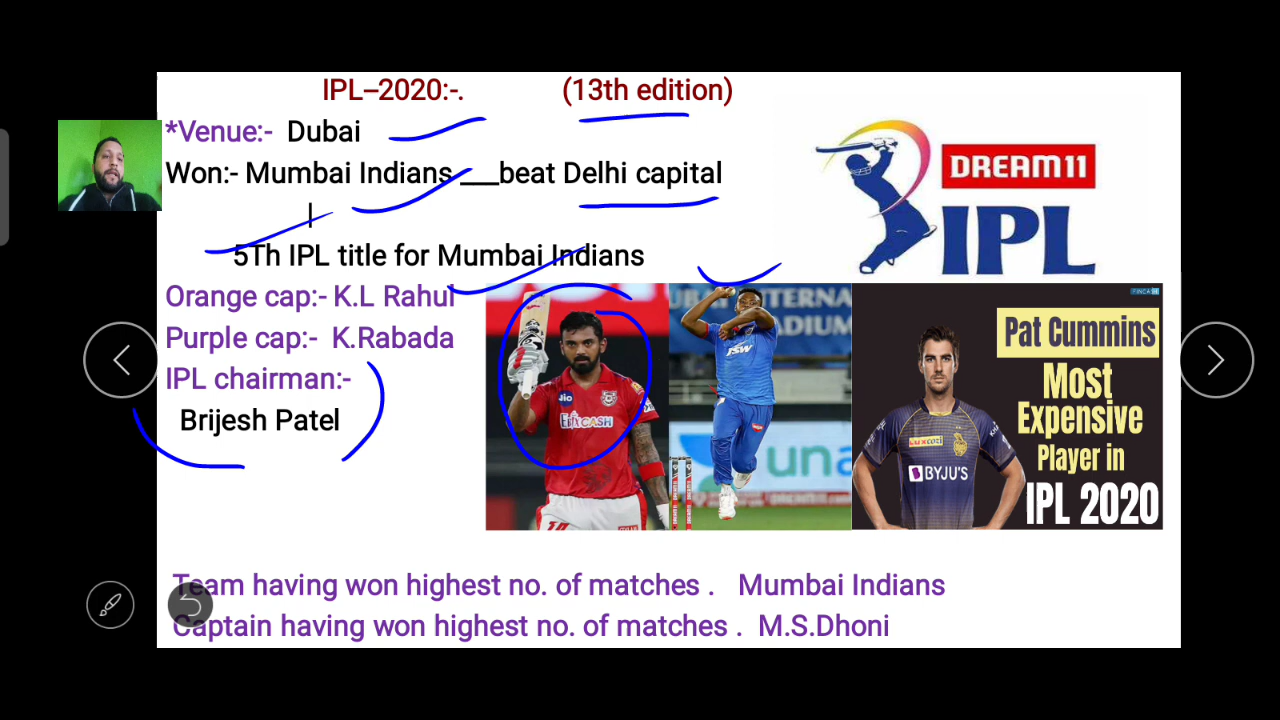 IPL–2020:-. (13th edition)
*Venue:- Dubai
Won:- Mumbai Indians ___beat Delhi capital
|
5Th IPL title for Mumbai Indians
Orange cap:- K.L Rahul
Purple cap:- K.Rabada
IPL chairman:-
Brijesh Patel
DREAM11
IPL
Jio
JSW
Pat Cummins
Most
Expensive
Player in
IPL 2020
BYJU'S
Team having won highest no. of matches . Mumbai Indians
Captain having won highest no. of matches . M.S.Dhoni